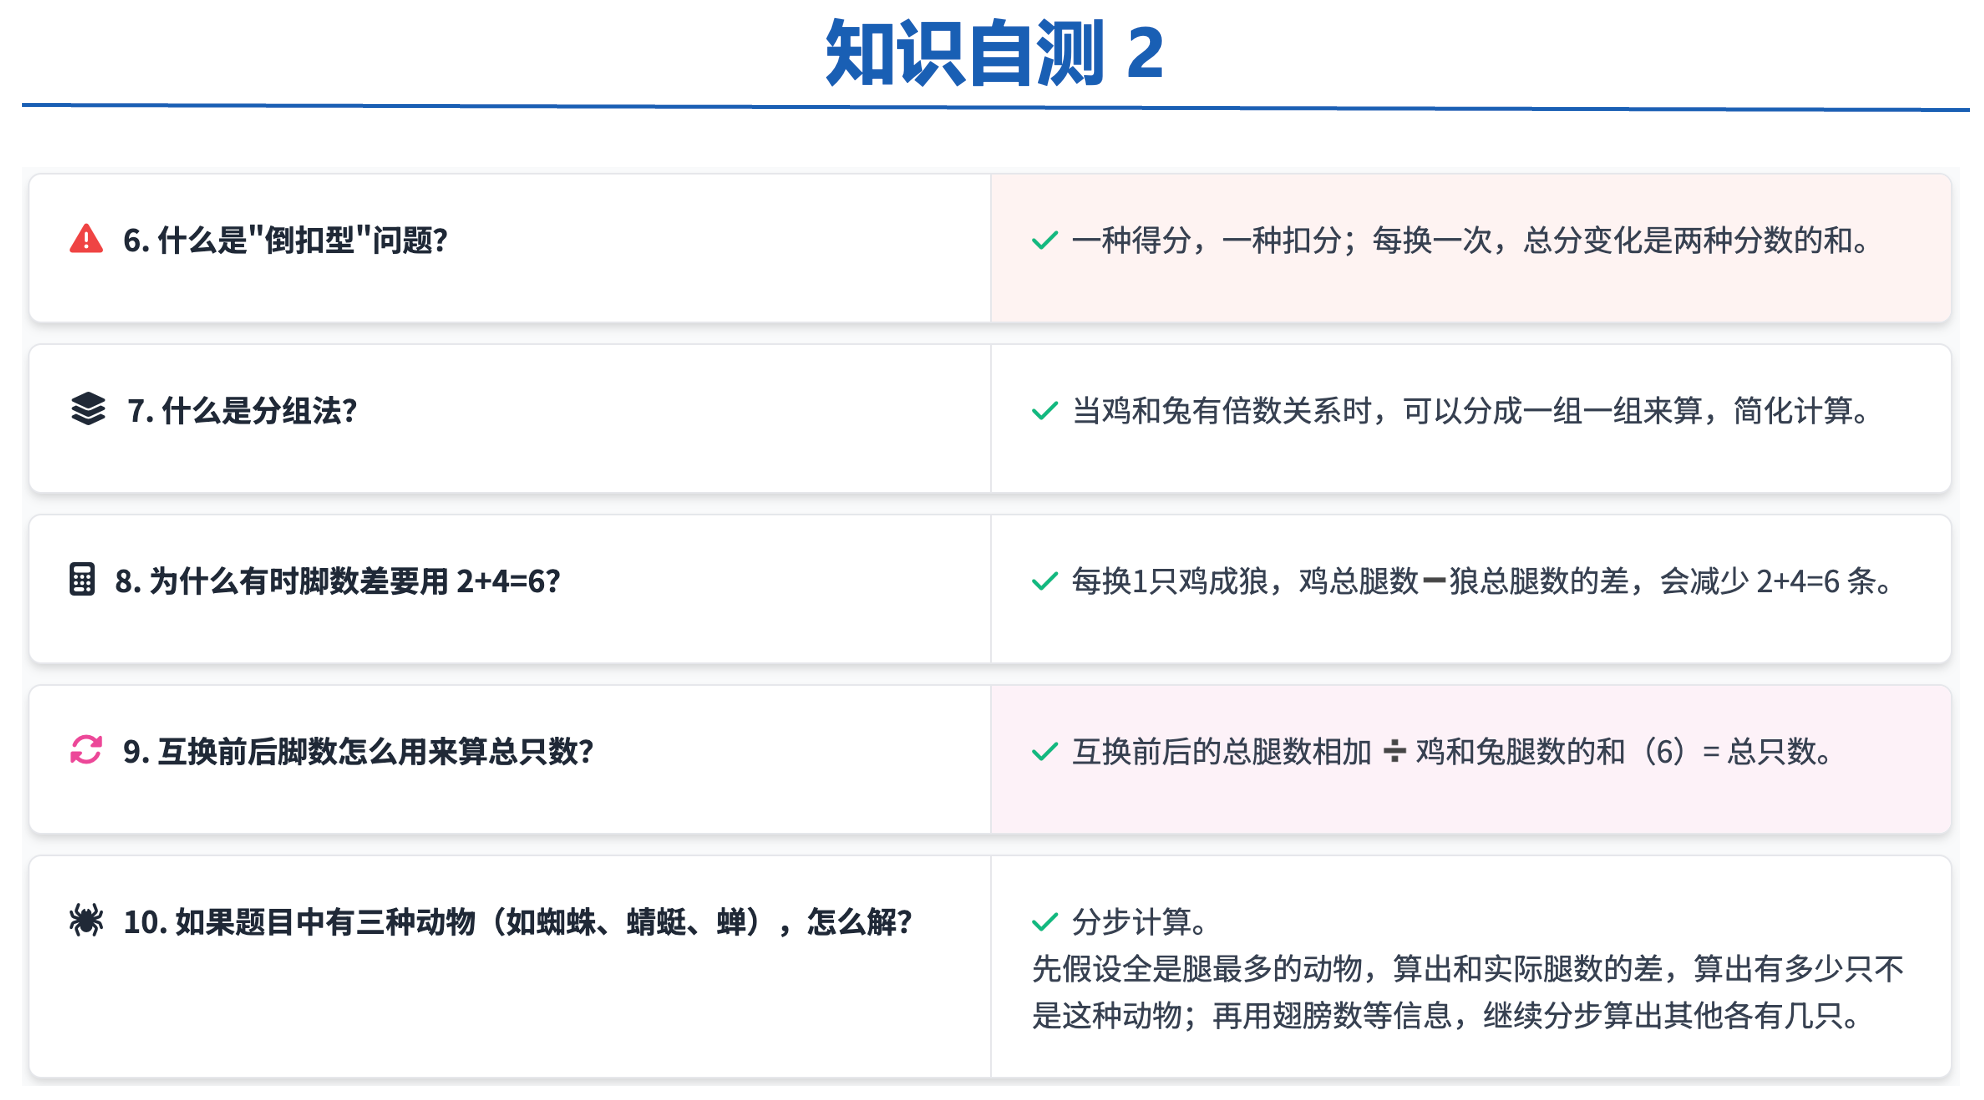 知识自测 2
6. 什么是"倒扣型"问题？
一种得分，一种扣分；每换一次，总分变化是两种分数的和。
7. 什么是分组法？
当鸡和兔有倍数关系时，可以分成一组一组来算，简化计算。
8. 为什么有时脚数差要用 2+4=6？
每换1只鸡成狼，鸡总腿数➖狼总腿数的差，会减少 2+4=6 条。
9. 互换前后脚数怎么用来算总只数？
互换前后的总腿数相加 ➗ 鸡和兔腿数的和（6）= 总只数。
10. 如果题目中有三种动物（如蜘蛛、蜻蜓、蝉），怎么解？
分步计算。
先假设全是腿最多的动物，算出和实际腿数的差，算出有多少只不
是这种动物；再用翅膀数等信息，继续分步算出其他各有几只。